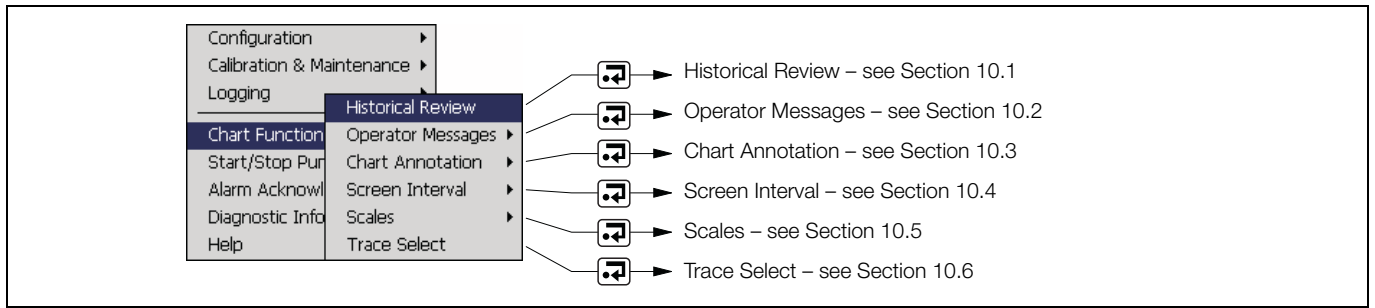 Configuration
Calibration & Maintenance
Logging
Chart Function
Start/Stop Pur
Alarm Acknowl
Diagnostic Info
Help
Historical Review
Operator Messages
Chart Annotation
Screen Interval
Scales
Trace Select
Historical Review – see Section 10.1
Operator Messages – see Section 10.2
Chart Annotation – see Section 10.3
Screen Interval – see Section 10.4
Scales – see Section 10.5
Trace Select – see Section 10.6